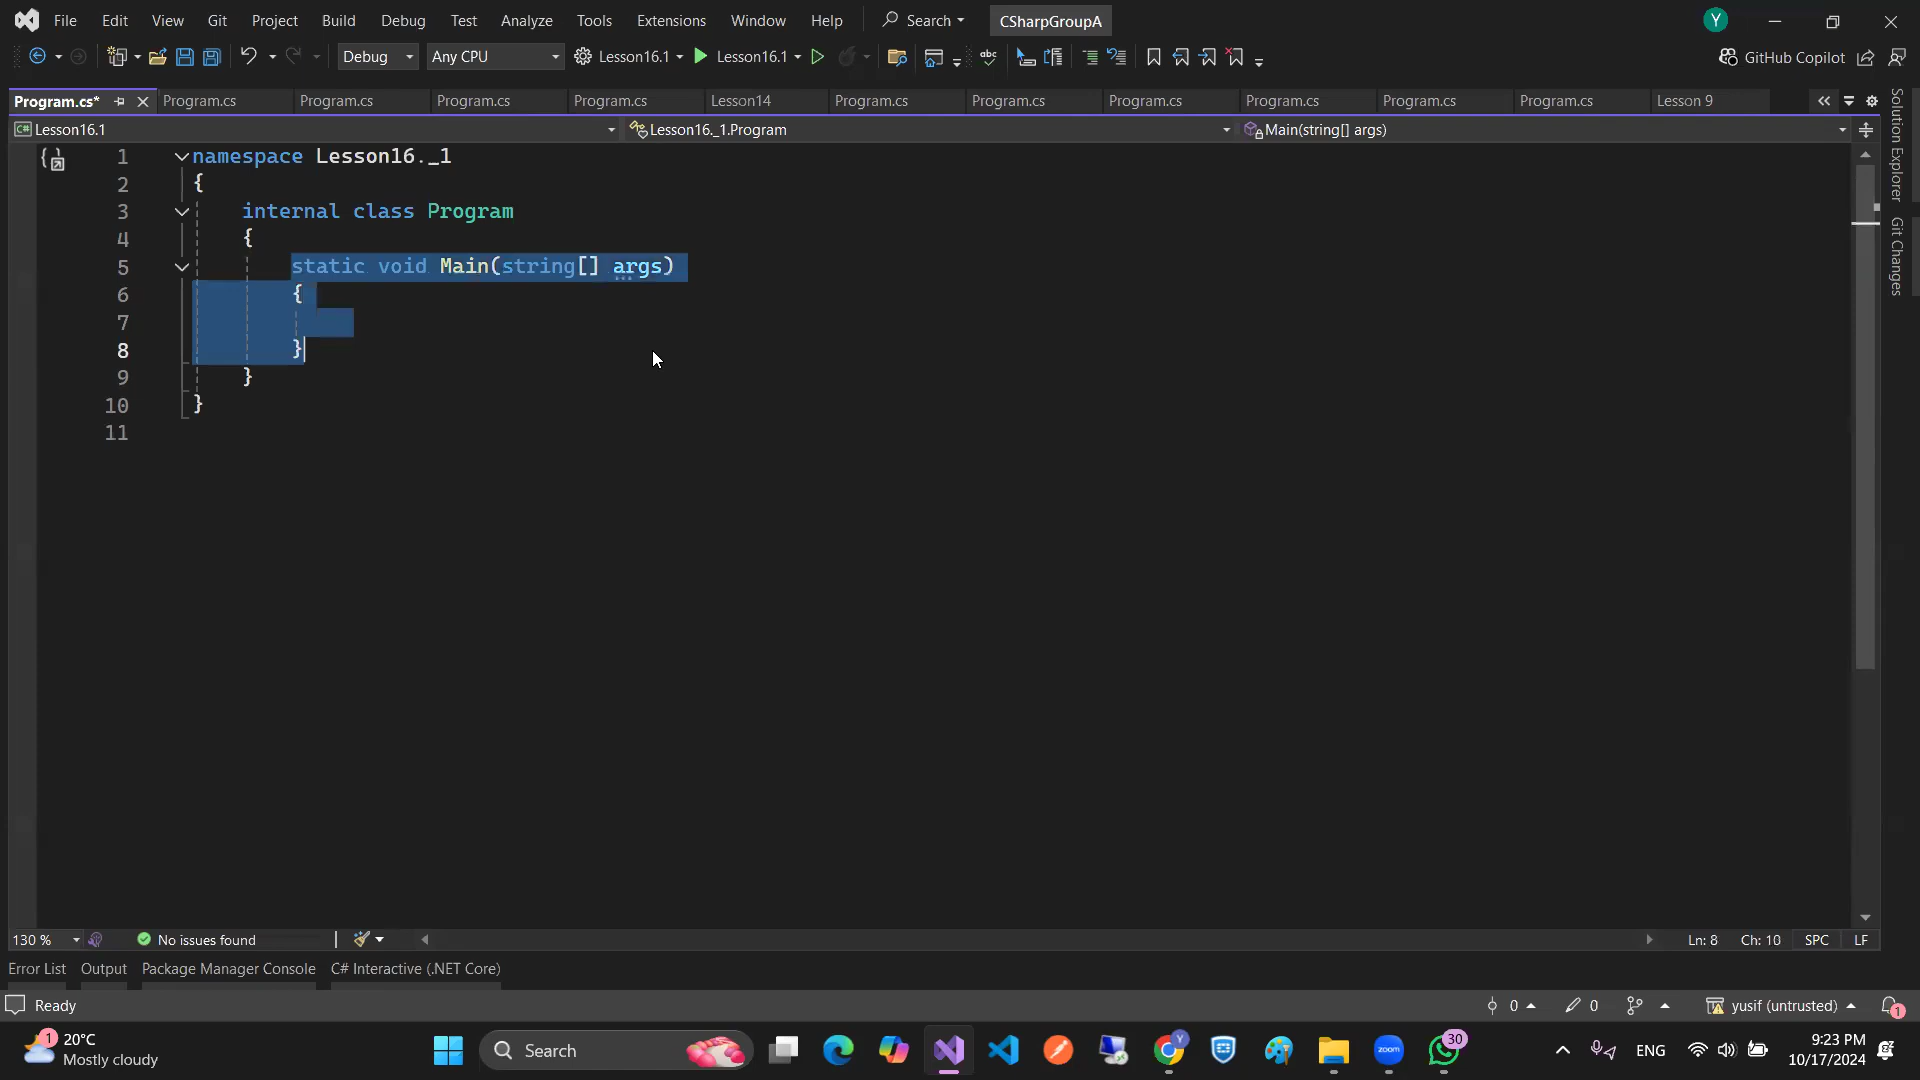 File Edit View Git Project Build Debug Test Analyze Tools Extensions Window Help Search CSharpGroupA Y
Debug Any CPU Lesson16.1 Lesson16.1 GitHub Copilot
Program.cs* Program.cs Program.cs Program.cs Program.cs Lesson14 Program.cs Program.cs Program.cs Program.cs Program.cs Program.cs Lesson 9
Lesson16.1 Lesson16._1.Program Main(string[] args)
1 namespace Lesson16._1
2 {
3 internal class Program
4 {
5 static void Main(string[] args)
6 {
7
8 }
9 }
10 }
11
Solution Explorer
Git Changes
130 % No issues found Ln: 8 Ch: 10 SPC LF
Error List Output Package Manager Console C# Interactive (.NET Core)
Ready 0 0 yusif (untrusted) 1
1 20°C Search 30 ENG 9:23 PM
Mostly cloudy zoom 10/17/2024